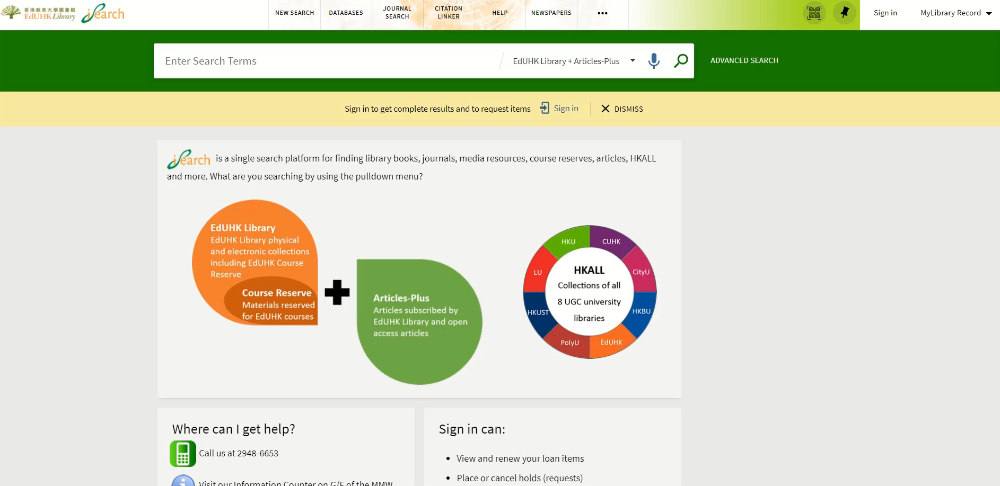 香港教育大學圖書館
EdUHK Library
iSearch
NEW SEARCH
DATABASES
JOURNAL
SEARCH
CITATION
LINKER
HELP
NEWSPAPERS
•••
Sign in
MyLibrary Record
Enter Search Terms
EdUHK Library + Articles-Plus
ADVANCED SEARCH
Sign in to get complete results and to request items
Sign in
DISMISS
iSearch is a single search platform for finding library books, journals, media resources, course reserves, articles, HKALL
and more. What are you searching by using the pulldown menu?
EdUHK Library
EdUHK Library physical
and electronic collections
including EdUHK Course
Reserve
Course Reserve
Materials reserved
for EdUHK courses
Articles-Plus
Articles subscribed by
EdUHK Library and open
access articles
HKU
CUHK
LU
CityU
HKUST
HKBU
PolyU
EdUHK
HKALL
Collections of all
8 UGC university
libraries
Where can I get help?
Call us at 2948-6653
Visit our Information Counter on G/F of the MMW
Sign in can:
• View and renew your loan items
• Place or cancel holds (requests)